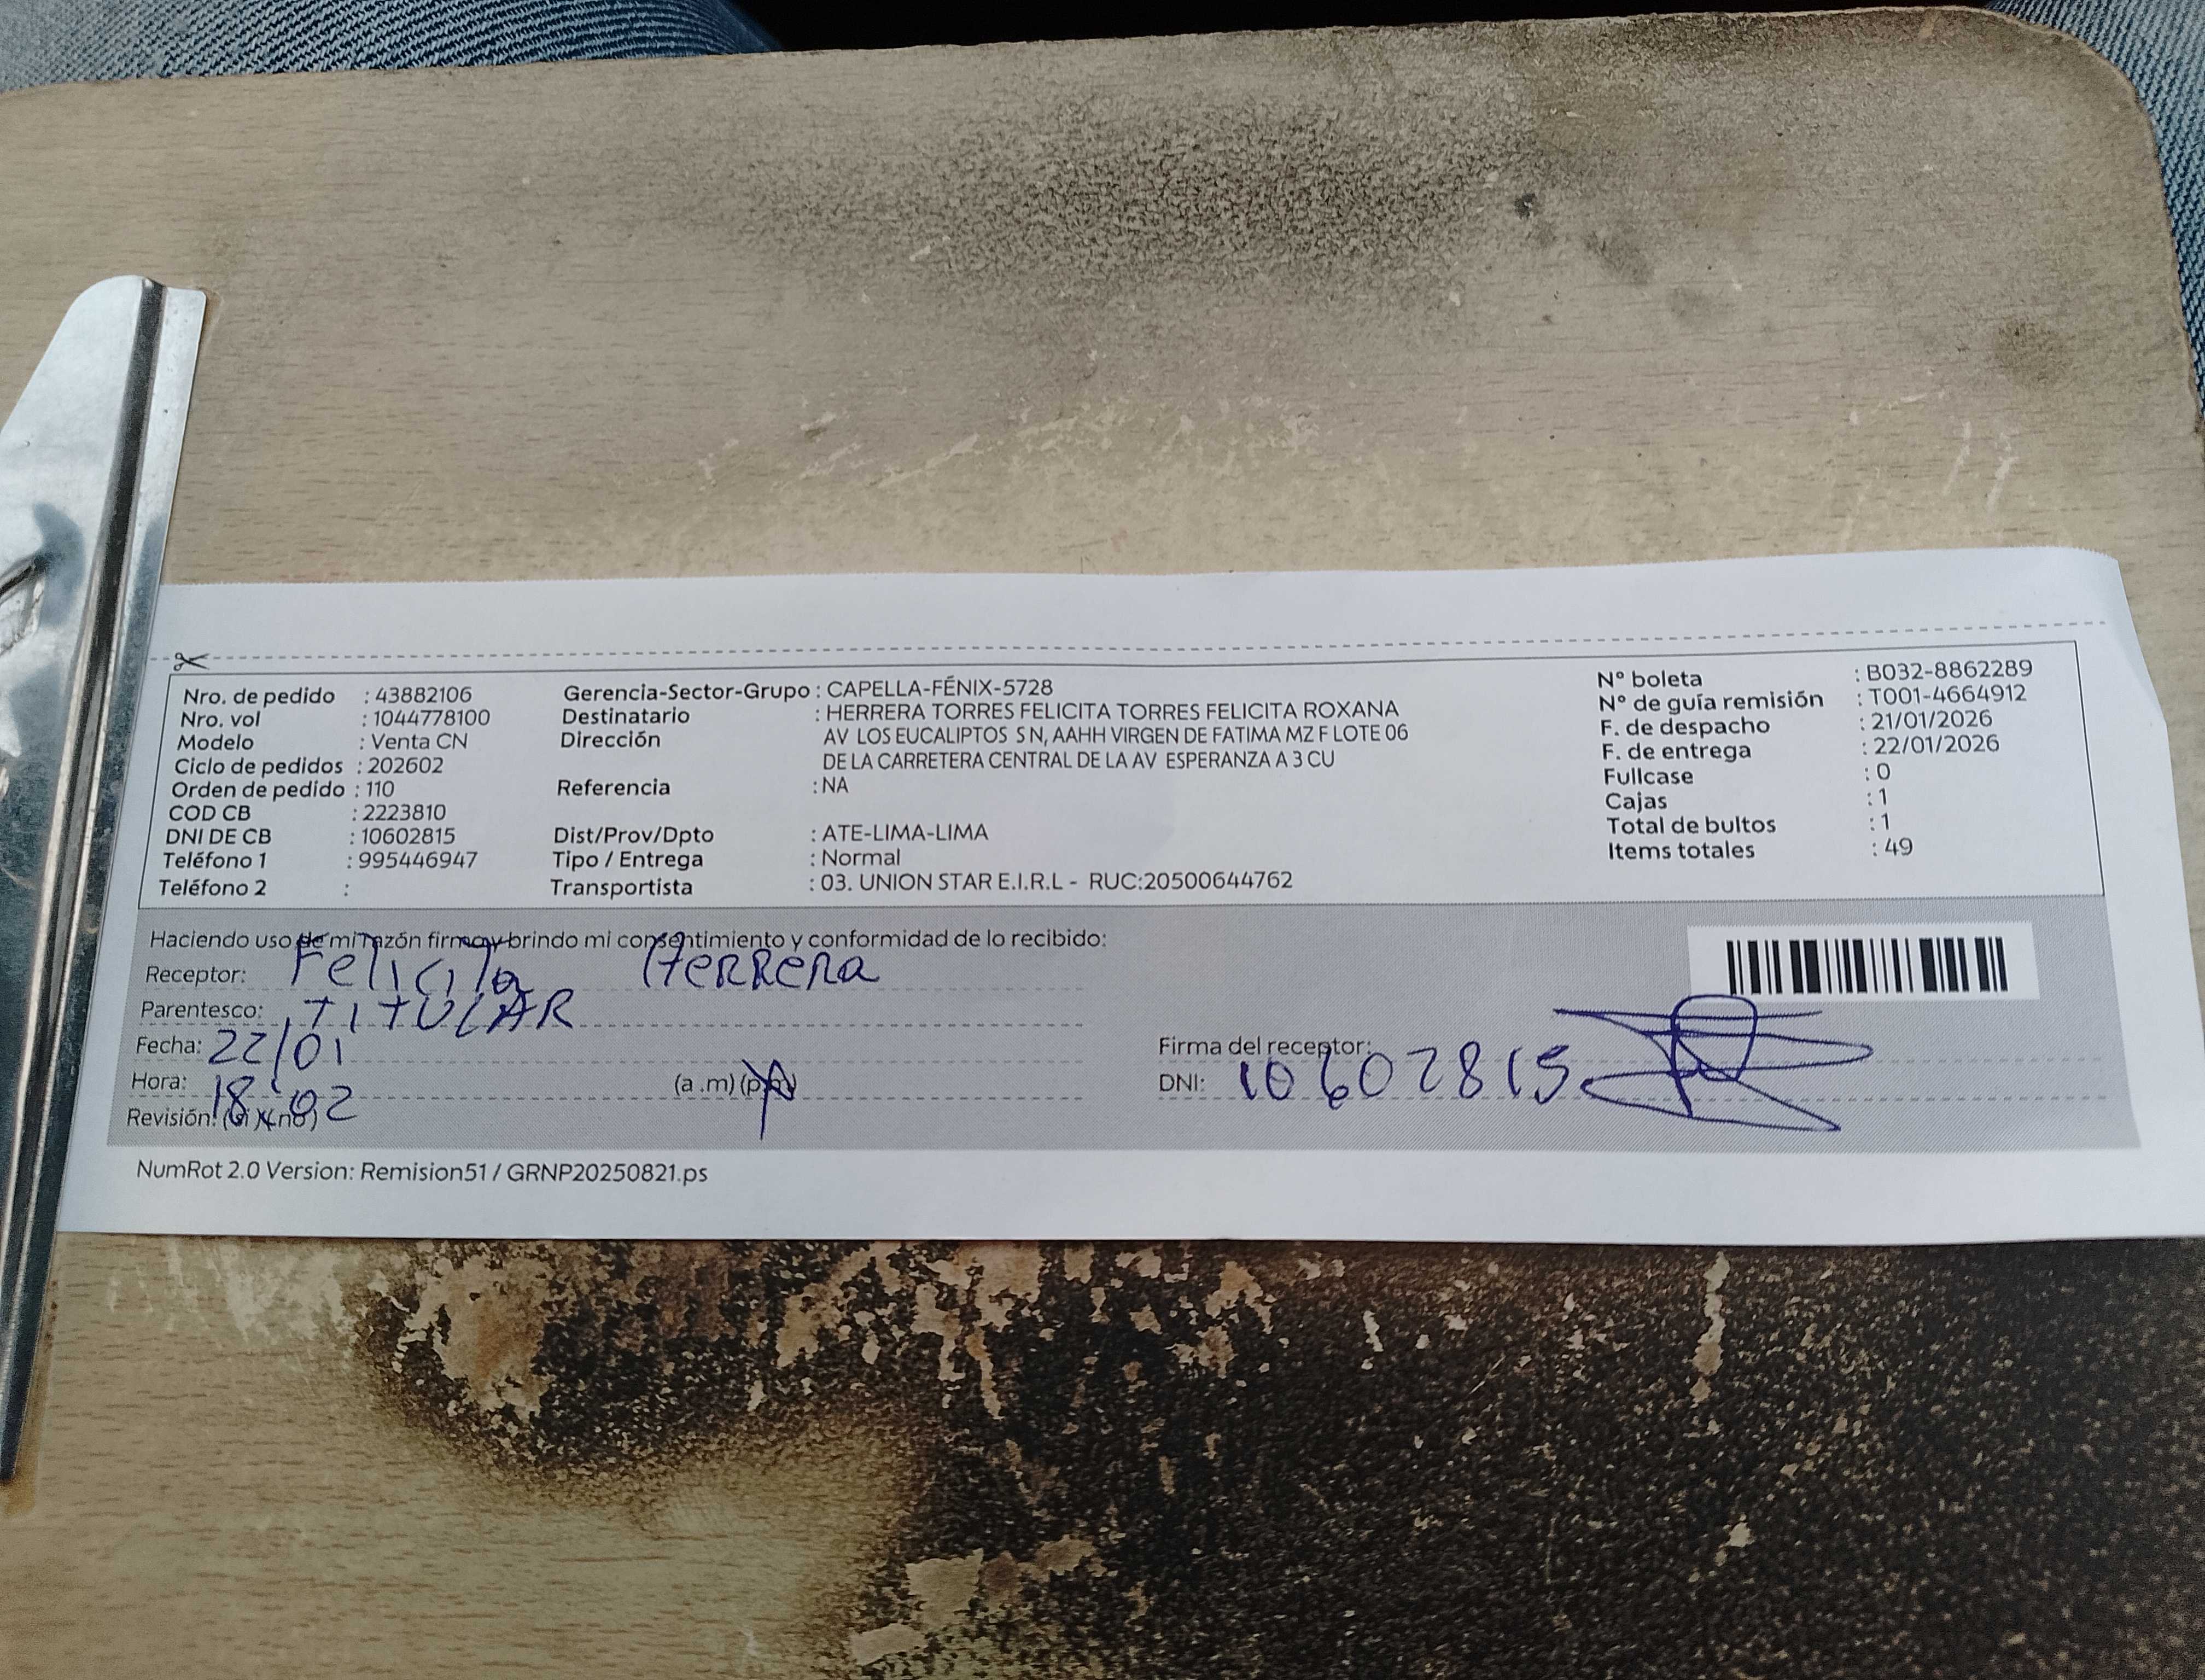 Nro. de pedido : 43882106
Nro. vol : 1044778100
Modelo : Venta CN
Ciclo de pedidos : 202602
Orden de pedido : 110
COD CB : 2223810
DNI DE CB : 10602815
Teléfono 1 : 995446947
Teléfono 2 :
Gerencia-Sector-Grupo : CAPELLA-FÉNIX-5728
Destinatario : HERRERA TORRES FELICITA TORRES FELICITA ROXANA
Dirección AV LOS EUCALIPTOS S N, AAHH VIRGEN DE FATIMA MZ F LOTE 06
DE LA CARRETERA CENTRAL DE LA AV ESPERANZA A 3 CU
Referencia : NA
Dist/Prov/Dpto : ATE-LIMA-LIMA
Tipo / Entrega : Normal
Transportista : 03. UNION STAR E.I.R.L - RUC:20500644762
N° boleta : B032-8862289
N° de guía remisión : T001-4664912
F. de despacho : 21/01/2026
F. de entrega : 22/01/2026
Fullcase : 0
Cajas : 1
Total de bultos : 1
Items totales : 49
Haciendo uso de mi razón firmo y brindo mi consentimiento y conformidad de lo recibido:
Receptor: Felicita Herrera
Parentesco: TITULAR
Fecha: 22/01
Hora: 18:02 (a .m) (p.m)
Revisión: (si ) ( no )
Firma del receptor:
DNI: 10602815
NumRot 2.0 Version: Remision51 / GRNP20250821.ps